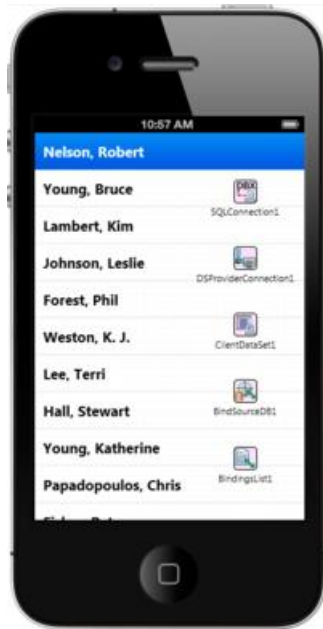 10:57 AM
Nelson, Robert
Young, Bruce
DBX
SQLConnection1
Lambert, Kim
Johnson, Leslie
DSProviderConnection1
Forest, Phil
Weston, K. J.
ClientDataSet1
Lee, Terri
Hall, Stewart
BindSourceDB1
Young, Katherine
BindingsList1
Papadopoulos, Chris